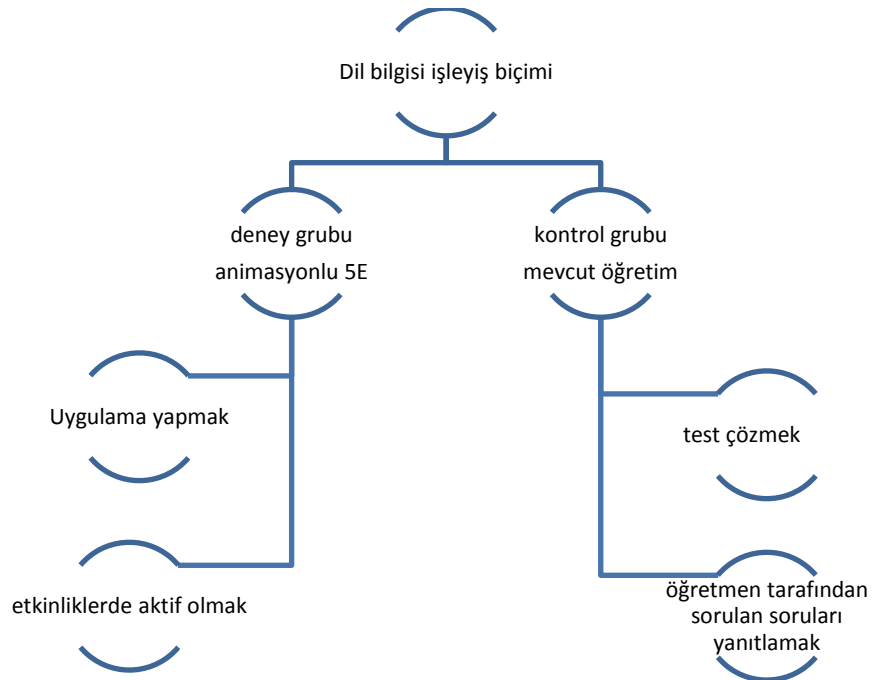 Dil bilgisi işleyiş biçimi
deney grubu
animasyonlu 5E
kontrol grubu
mevcut öğretim
Uygulama yapmak
etkinliklerde aktif olmak
test çözmek
öğretmen tarafından
sorulan soruları
yanıtlamak